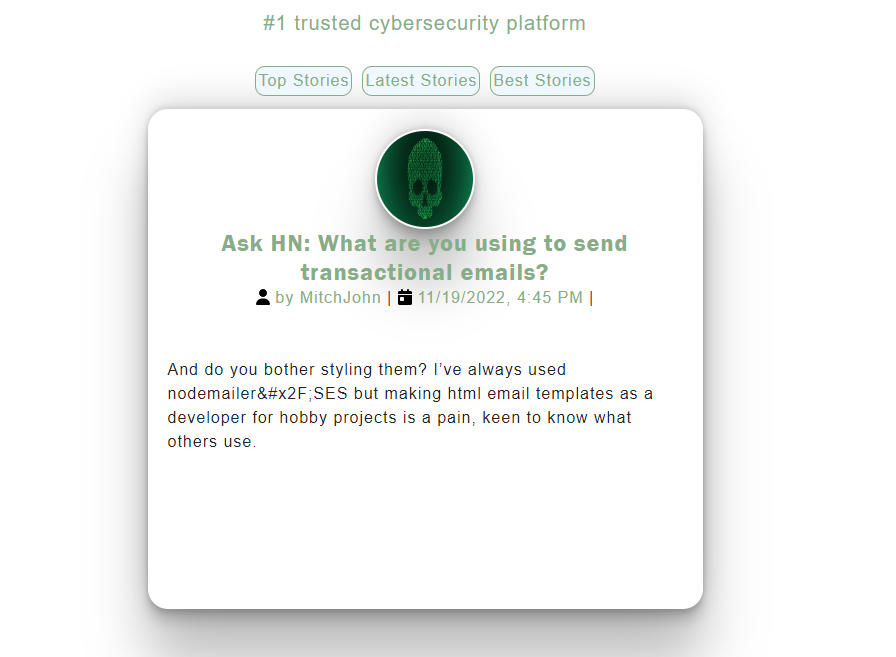 #1 trusted cybersecurity platform
Top Stories Latest Stories Best Stories
Ask HN: What are you using to send
transactional emails?
by MitchJohn | 11/19/2022, 4:45 PM |
And do you bother styling them? I’ve always used
nodemailer&#x2F;SES but making html email templates as a
developer for hobby projects is a pain, keen to know what
others use.